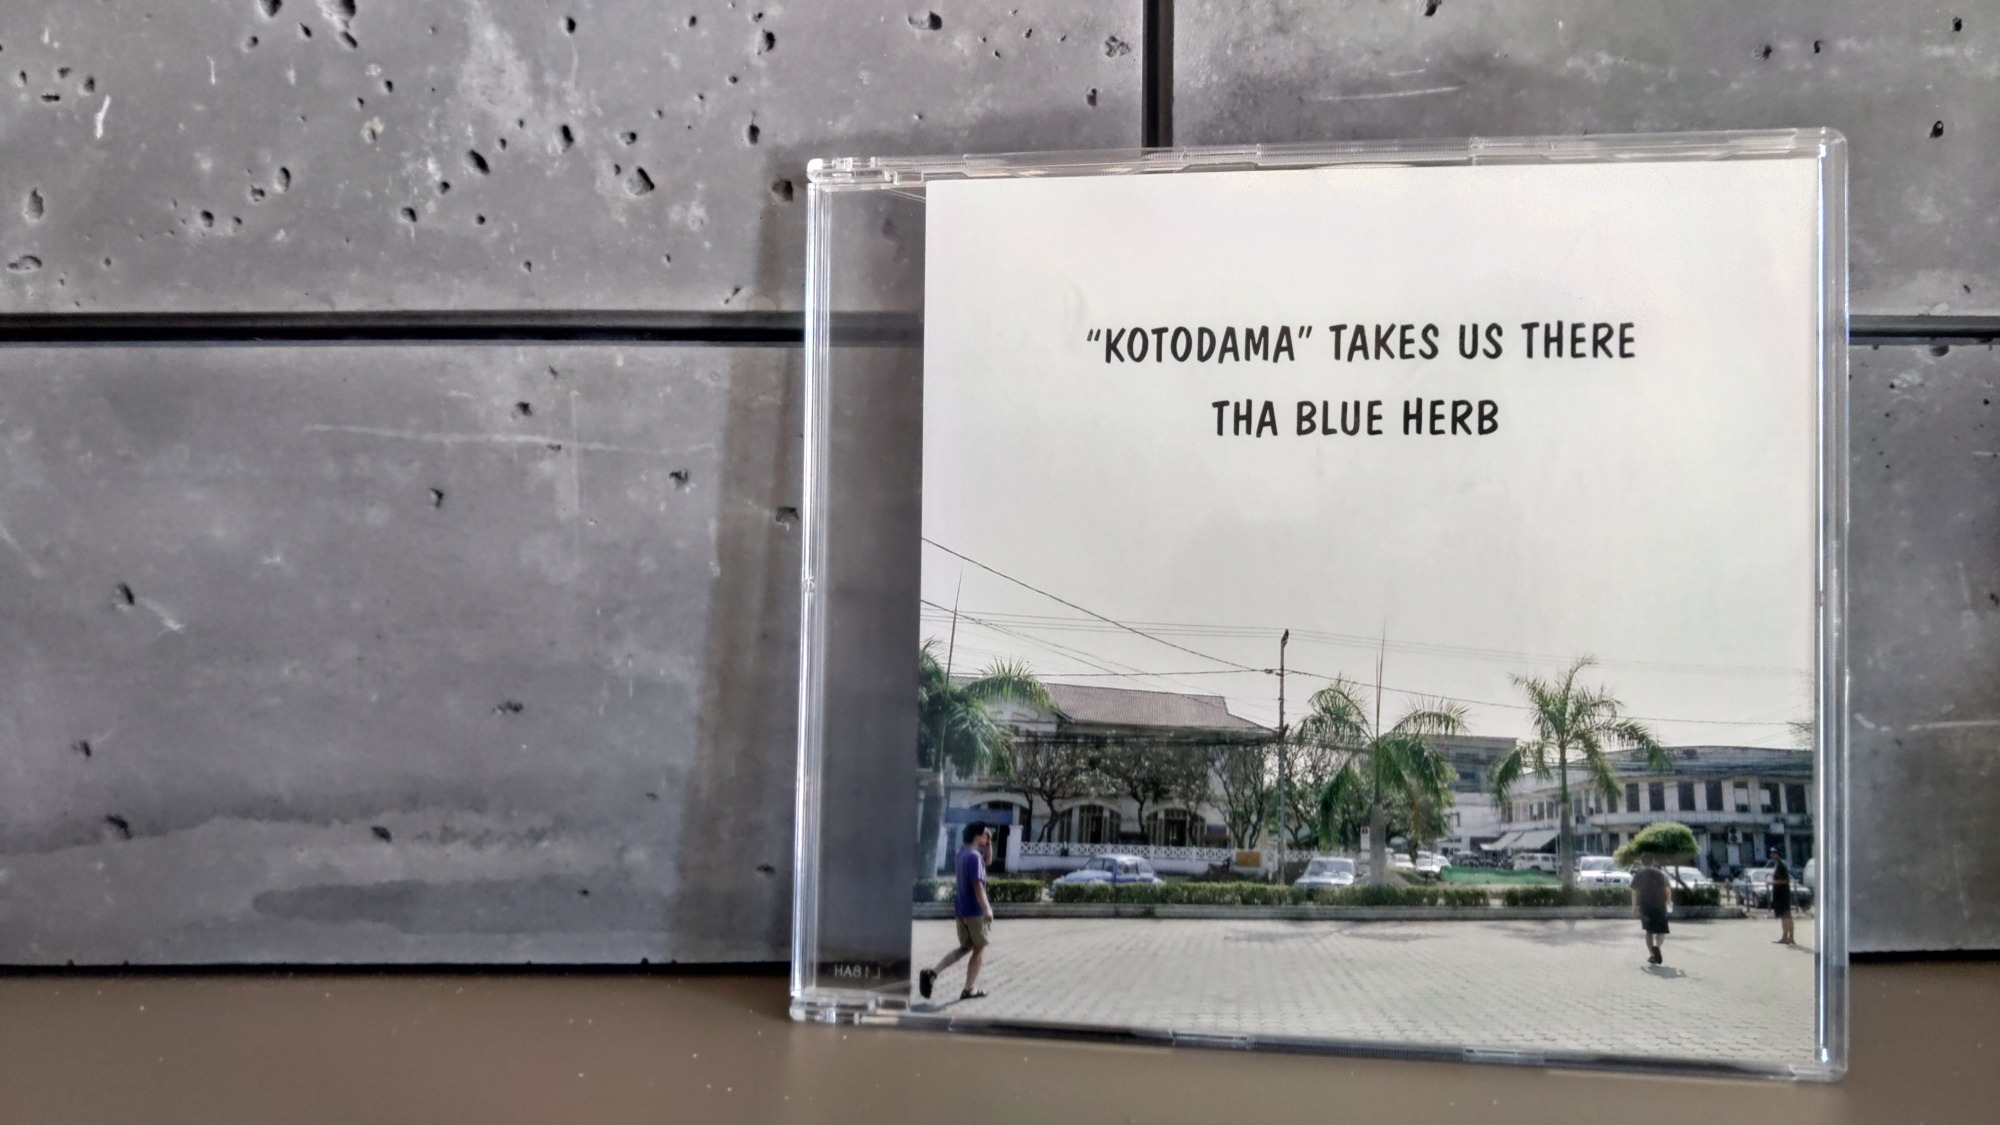 “KOTODAMA” TAKES US THERE
THA BLUE HERB